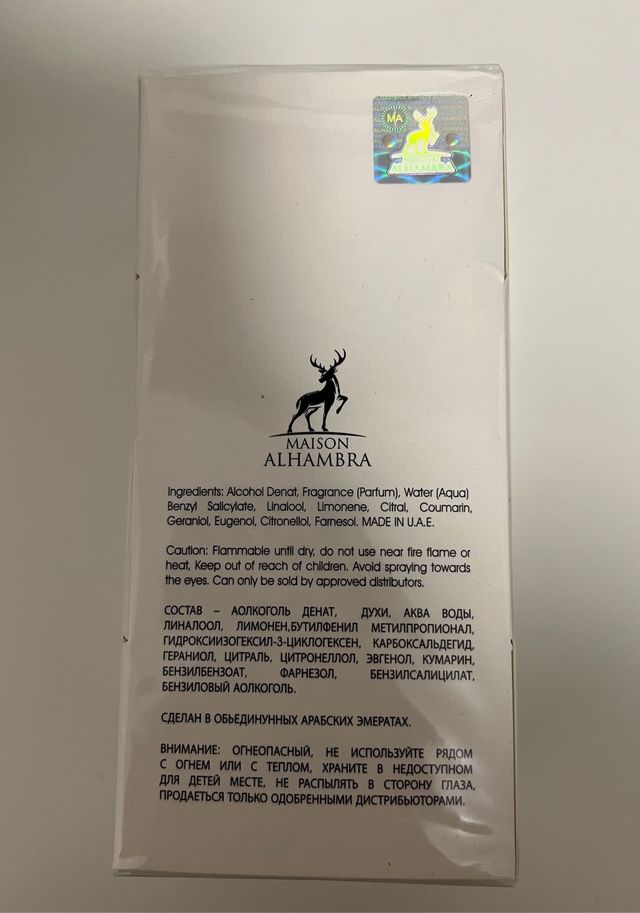 MA
ALHAMBRA
MAISON
ALHAMBRA
Ingredients: Alcohol Denat, Fragrance (Parfum), Water (Aqua)
Benzyl Salicylate, Linalool, Limonene, Citral, Coumarin,
Geraniol, Eugenol, Citronellol, Farnesol. MADE IN U.A.E.
Caution: Flammable until dry, do not use near fire flame or
heat, Keep out of reach of children. Avoid spraying towards
the eyes. Can only be sold by approved distributors.
СОСТАВ – АОЛКОГОЛЬ ДЕНАТ, ДУХИ, АКВА ВОДЫ,
ЛИНАЛООЛ, ЛИМОНЕН,БУТИЛФЕНИЛ МЕТИЛПРОПИОНАЛ,
ГИДРОКСИИЗОГЕКСИЛ-3-ЦИКЛОГЕКСЕН, КАРБОКСАЛЬДЕГИД,
ГЕРАНИОЛ, ЦИТРАЛЬ, ЦИТРОНЕЛЛОЛ, ЭВГЕНОЛ, КУМАРИН,
БЕНЗИЛБЕНЗОАТ, ФАРНЕЗОЛ, БЕНЗИЛСАЛИЦИЛАТ,
БЕНЗИЛОВЫЙ АОЛКОГОЛЬ.
СДЕЛАН В ОБЬЕДИНУННЫХ АРАБСКИХ ЭМЕРАТАХ.
ВНИМАНИЕ: ОГНЕОПАСНЫЙ, НЕ ИСПОЛЬЗУЙТЕ РЯДОМ
С ОГНЕМ ИЛИ С ТЕПЛОМ, ХРАНИТЕ В НЕДОСТУПНОМ
ДЛЯ ДЕТЕЙ МЕСТЕ, НЕ РАСПЫЛЯТЬ В СТОРОНУ ГЛАЗА,
ПРОДАЕТЬСЯ ТОЛЬКО ОДОБРЕННЫМИ ДИСТРИБЬЮТОРАМИ.